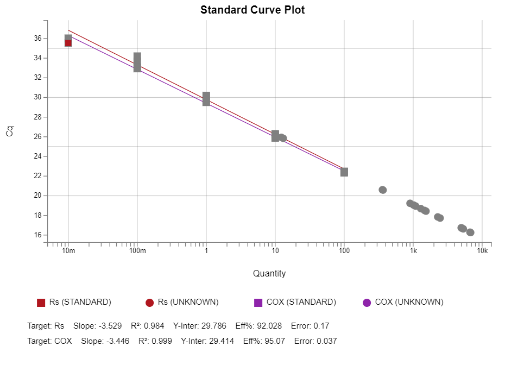 Standard Curve Plot
36
34
32
30
28
26
24
22
20
18
16
Cq
10m 100m 1 10 100 1k 10k
Quantity
Rs (STANDARD) Rs (UNKNOWN) COX (STANDARD) COX (UNKNOWN)
Target: Rs Slope: -3.529 R²: 0.984 Y-Inter: 29.786 Eff%: 92.028 Error: 0.17
Target: COX Slope: -3.446 R²: 0.999 Y-Inter: 29.414 Eff%: 95.07 Error: 0.037